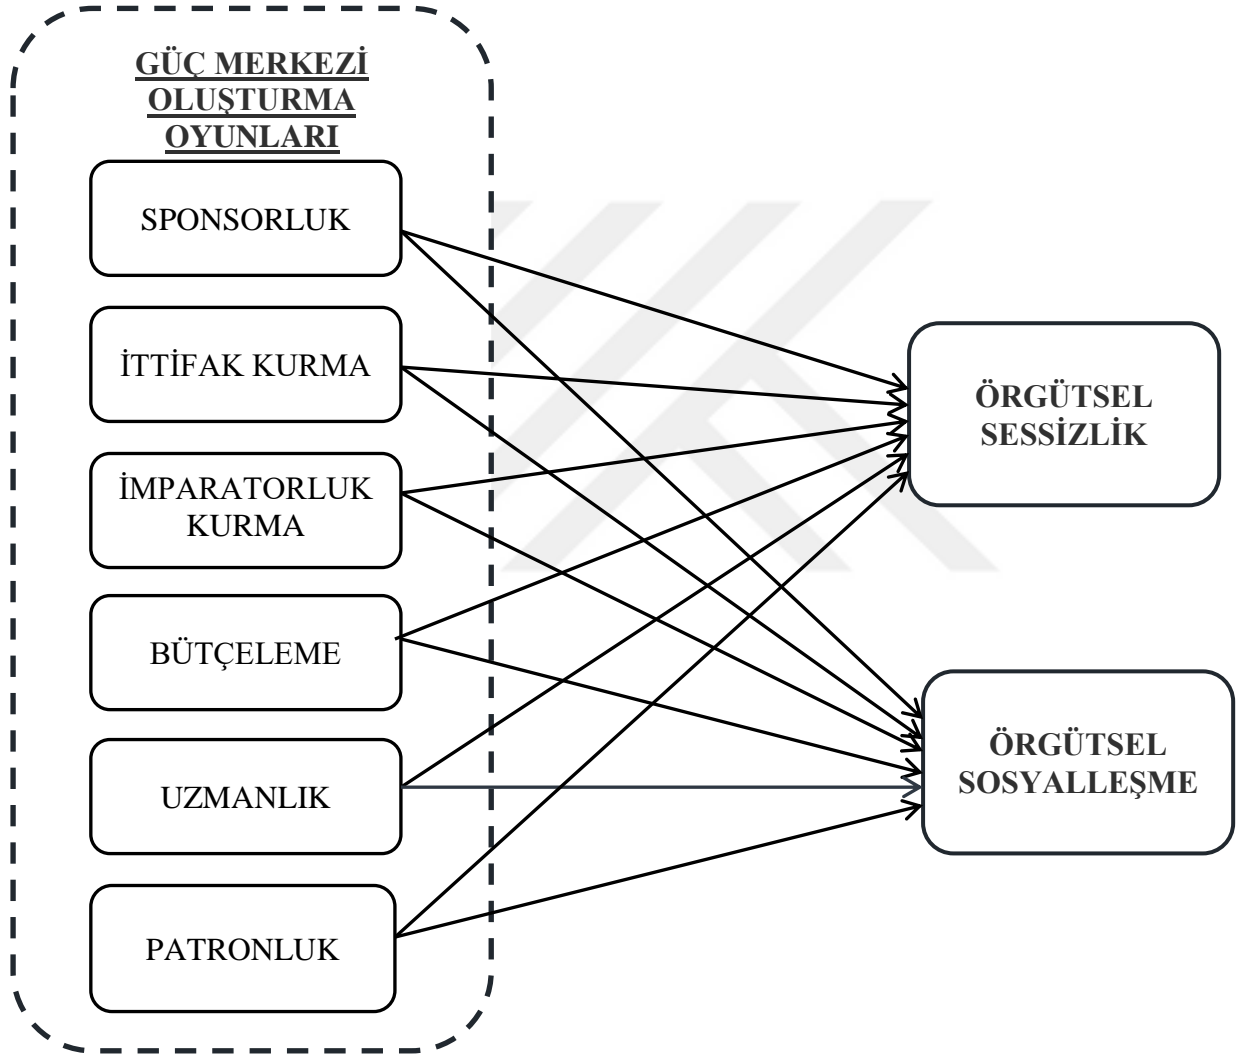 GÜÇ MERKEZİ
OLUŞTURMA
OYUNLARI
SPONSORLUK
İTTİFAK KURMA
İMPARATORLUK
KURMA
BÜTÇELEME
UZMANLIK
PATRONLUK
ÖRGÜTSEL
SESSİZLİK
ÖRGÜTSEL
SOSYALLEŞME